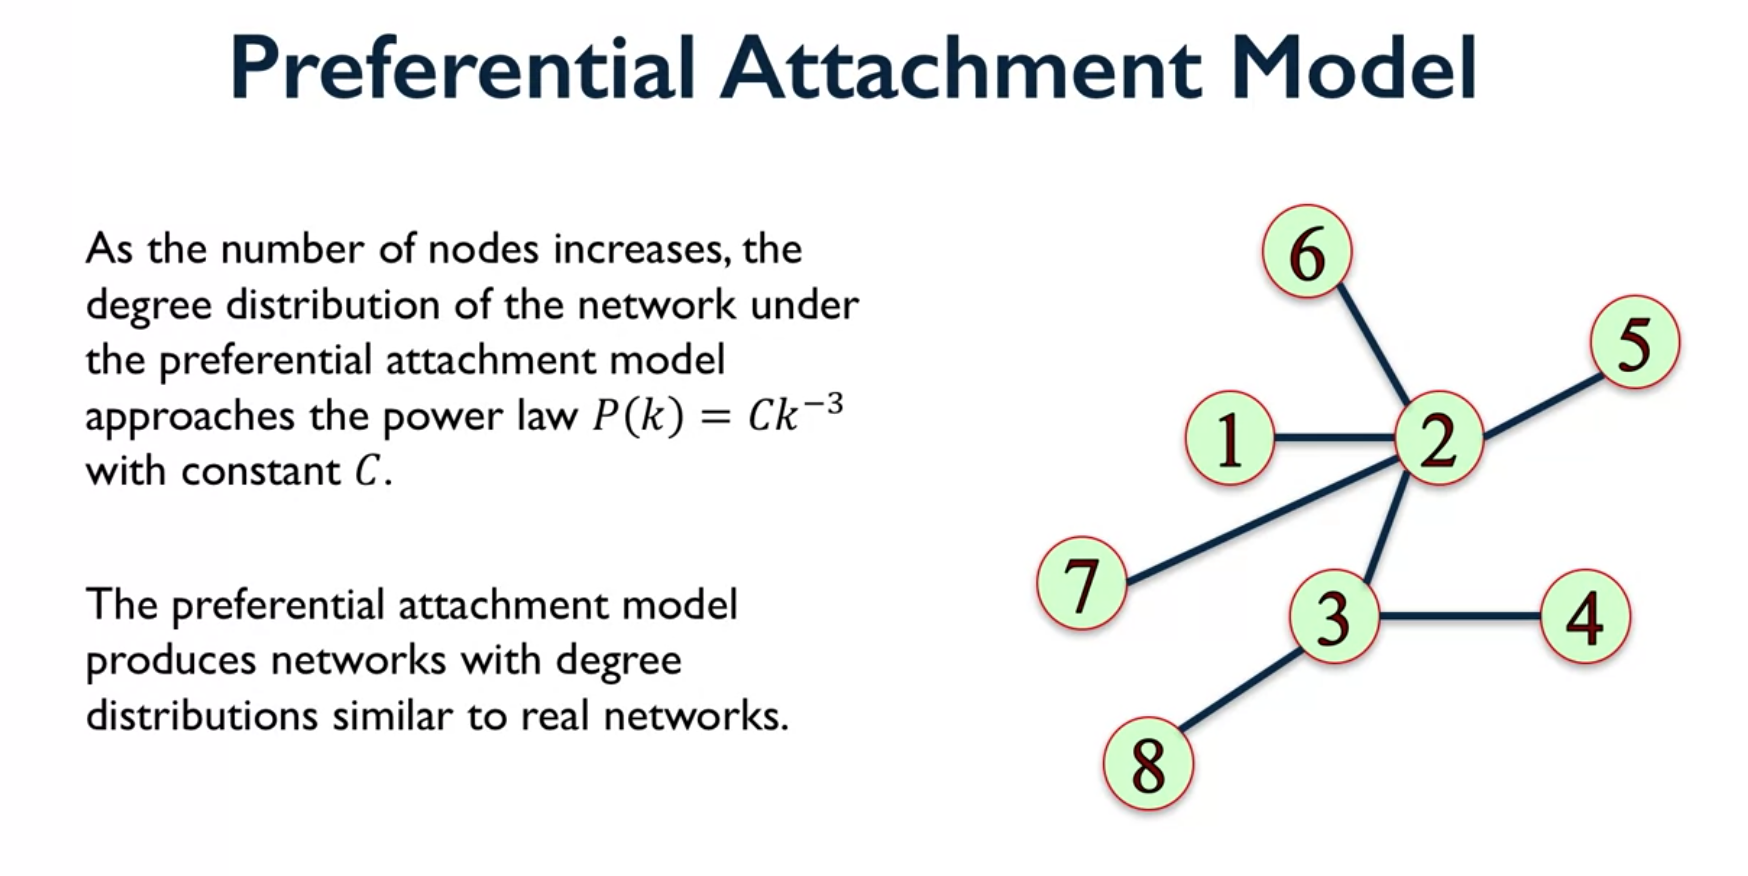 Preferential Attachment Model
As the number of nodes increases, the
degree distribution of the network under
the preferential attachment model
approaches the power law P(k) = Ck⁻³
with constant C.
The preferential attachment model
produces networks with degree
distributions similar to real networks.
6
5
1
2
7
3
4
8